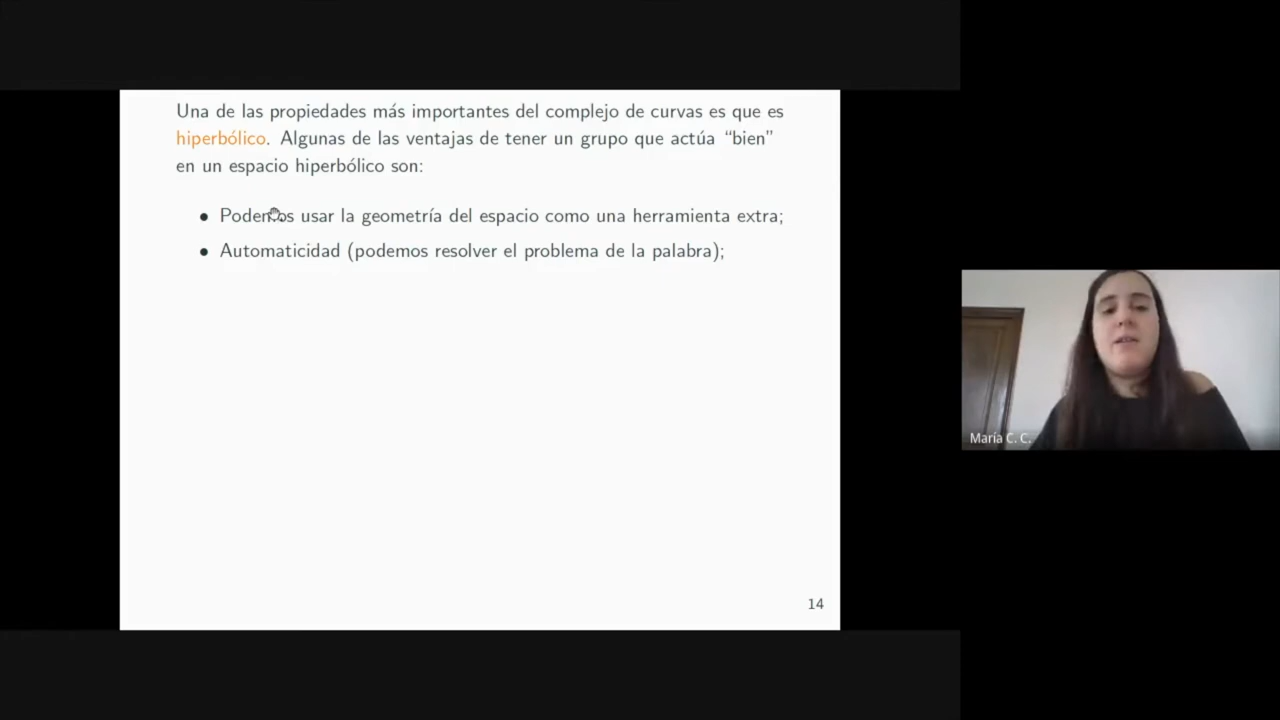 Una de las propiedades más importantes del complejo de curvas es que es
hiperbólico. Algunas de las ventajas de tener un grupo que actúa “bien”
en un espacio hiperbólico son:
• Podemos usar la geometría del espacio como una herramienta extra;
• Automaticidad (podemos resolver el problema de la palabra);
14
María C. C.